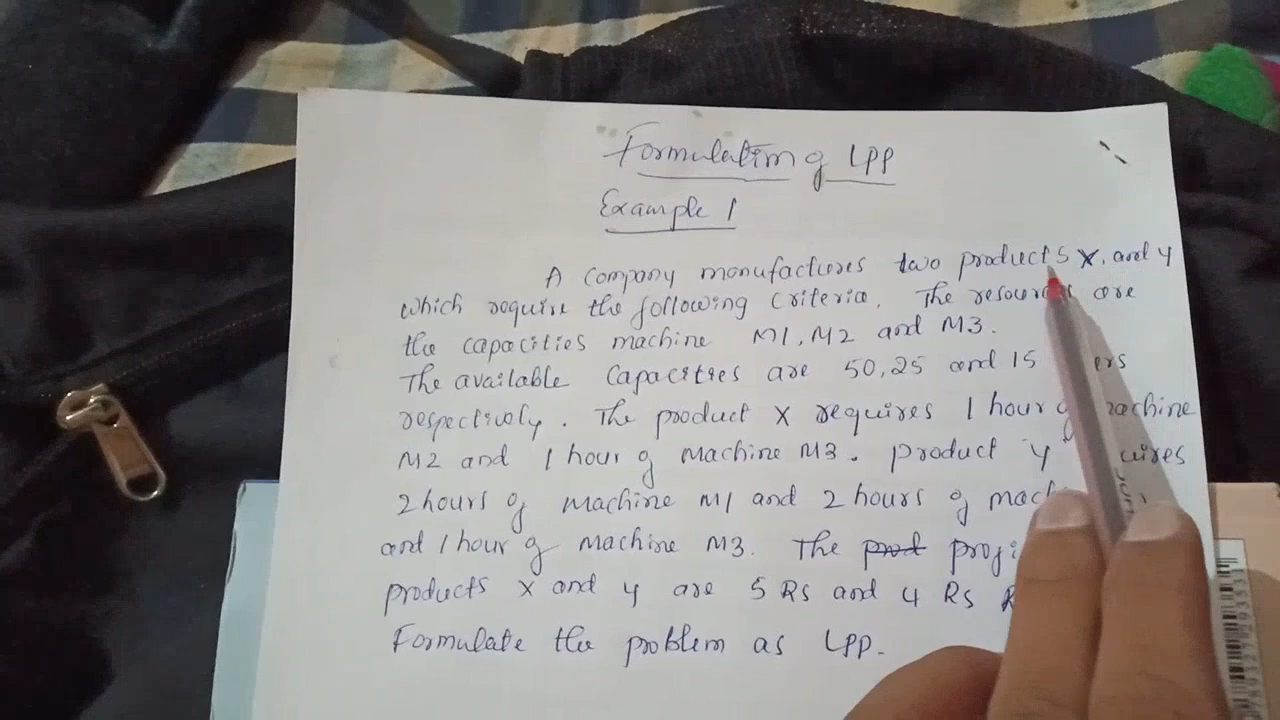 Formulating of LPP
Example 1
A company manufactures two products X, and Y
which require the following criteria. The resources are
the capacities machine M1, M2 and M3.
The available capacities are 50, 25 and 15
respectively. The product X requires 1 hour of machine
M2 and 1 hour of machine M3. product Y
2 hours of machine M1 and 2 hours of
and 1 hour of machine M3. The
products X and Y are 5 Rs and 4 Rs
Formulate the problem as LPP.